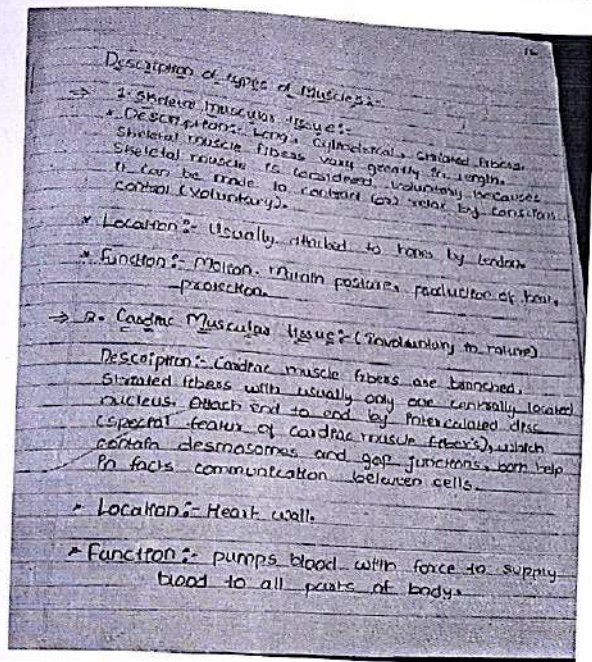 Description of types of Muscles:-
⇒ 1. Skeletal muscular tissue:-
* Description:- Long, Cylindrical, striated fibers.
Skeletal muscle fibers vary greatly in length.
Skeletal muscle is considered voluntary because
it can be made to contract (or) relax by conscious
control (voluntary).
* Location:- Usually attached to bones by tendon.
* Function:- Motion. posture, production of heat,
protection.
⇒ 2. Cardiac Muscular tissue:- (involuntary in nature)
Description:- Cardiac muscle fibers are branched,
striated fibers with usually only one centrally located
nucleus. Attach end to end by intercalated disc
(special featur of cardiac muscle fiber's), which
contain desmosomes and gap junctions, both help
in facts communication between cells.
* Location:- Heart wall.
* Function:- pumps blood with force to supply
blood to all parts of body.